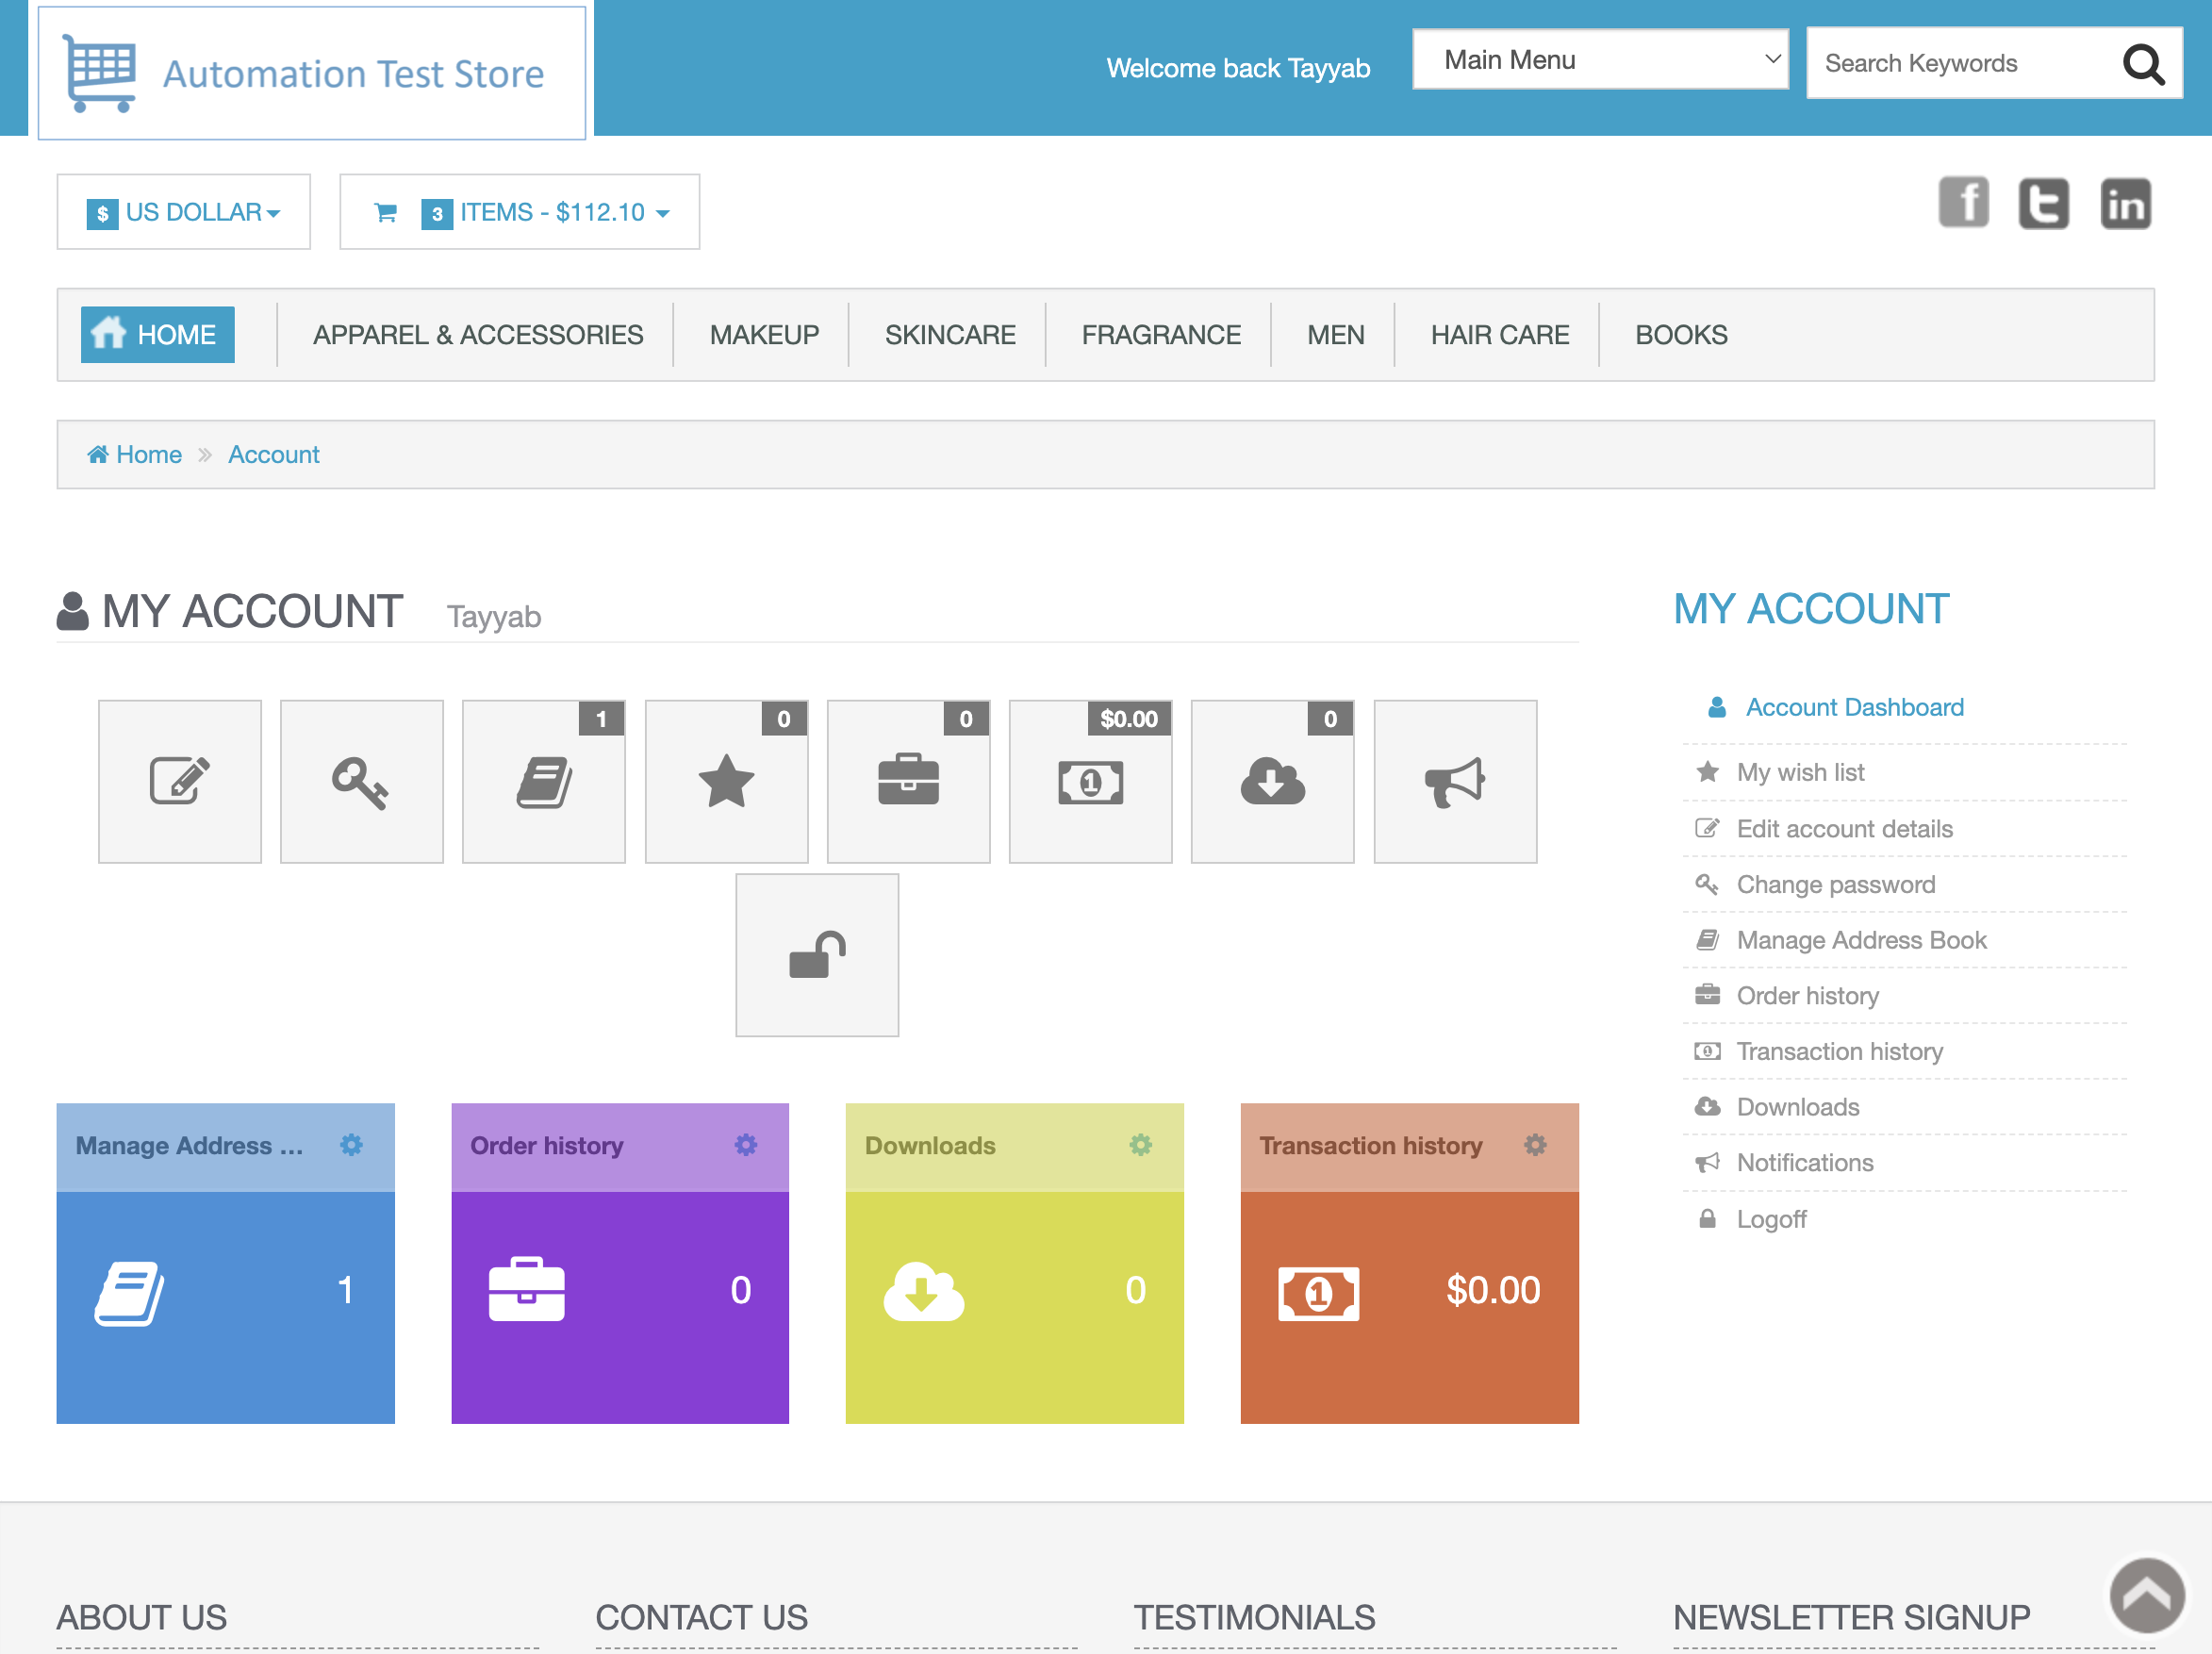 Automation Test Store
Welcome back Tayyab
Main Menu
Search Keywords
$ US DOLLAR
3 ITEMS - $112.10
f t in
HOME
APPAREL & ACCESSORIES
MAKEUP
SKINCARE
FRAGRANCE
MEN
HAIR CARE
BOOKS
Home » Account
MY ACCOUNT Tayyab
1
0
0
$0.00
0
1
Manage Address ...
1
Order history
0
Downloads
0
Transaction history
1
$0.00
MY ACCOUNT
Account Dashboard
My wish list
Edit account details
Change password
Manage Address Book
Order history
Transaction history
Downloads
Notifications
Logoff
ABOUT US
CONTACT US
TESTIMONIALS
NEWSLETTER SIGNUP